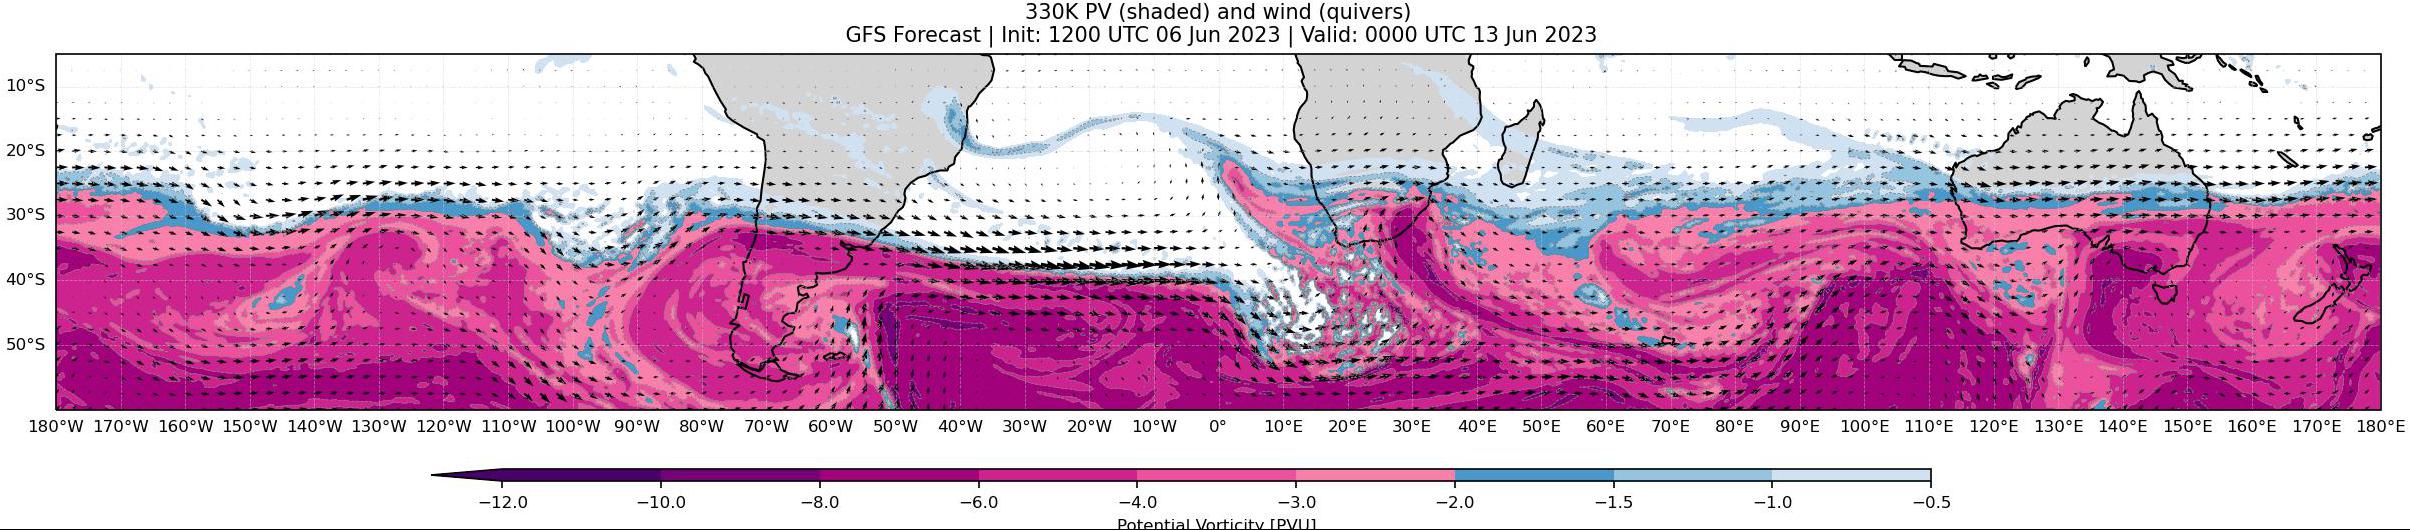 330K PV (shaded) and wind (quivers)
GFS Forecast | Init: 1200 UTC 06 Jun 2023 | Valid: 0000 UTC 13 Jun 2023
10°S
20°S
30°S
40°S
50°S
180°W 170°W 160°W 150°W 140°W 130°W 120°W 110°W 100°W 90°W 80°W 70°W 60°W 50°W 40°W 30°W 20°W 10°W 0° 10°E 20°E 30°E 40°E 50°E 60°E 70°E 80°E 90°E 100°E 110°E 120°E 130°E 140°E 150°E 160°E 170°E 180°E
−12.0 −10.0 −8.0 −6.0 −4.0 −3.0 −2.0 −1.5 −1.0 −0.5
Potential Vorticity [PVU]